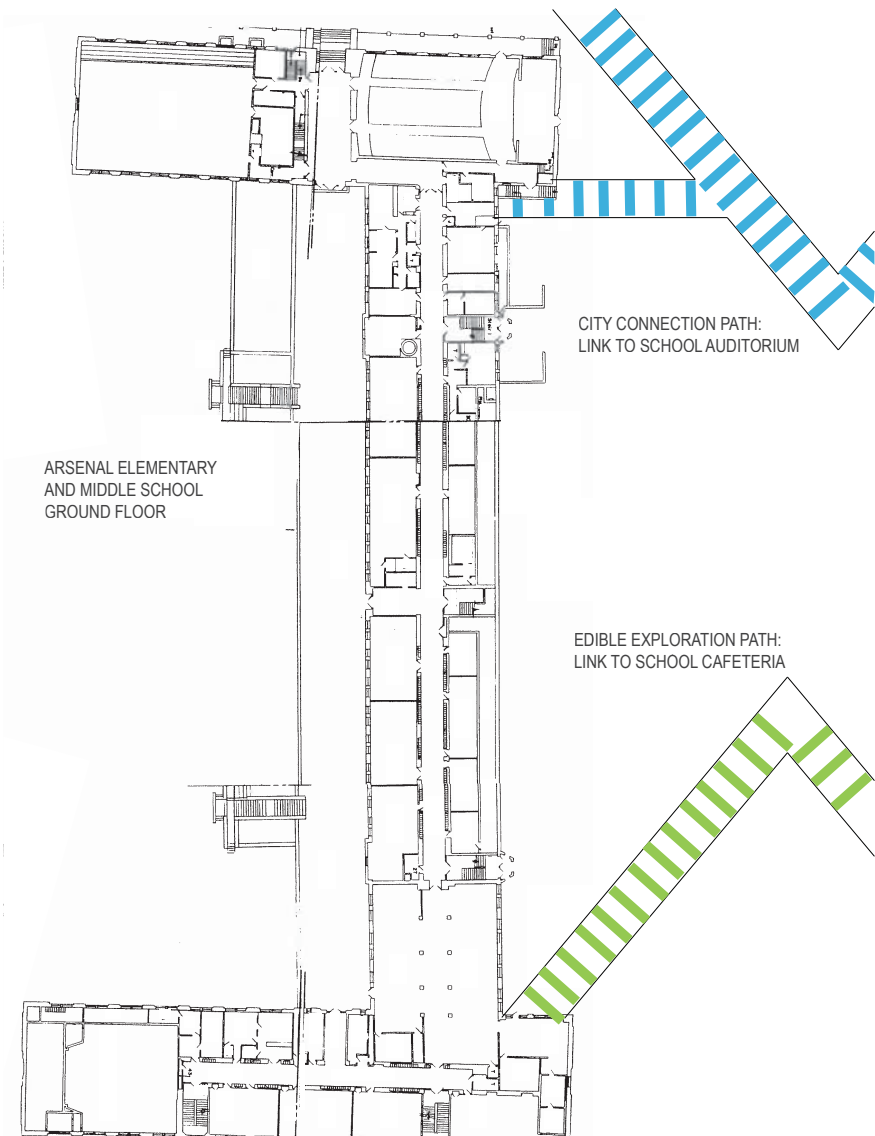 CITY CONNECTION PATH:
LINK TO SCHOOL AUDITORIUM
ARSENAL ELEMENTARY
AND MIDDLE SCHOOL
GROUND FLOOR
EDIBLE EXPLORATION PATH:
LINK TO SCHOOL CAFETERIA